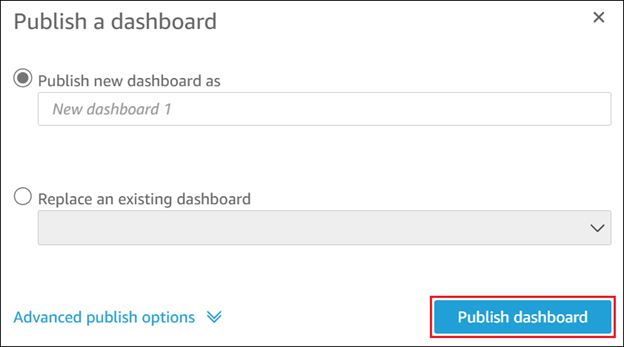 Publish a dashboard
Publish new dashboard as
New dashboard 1
Replace an existing dashboard
Advanced publish options
Publish dashboard